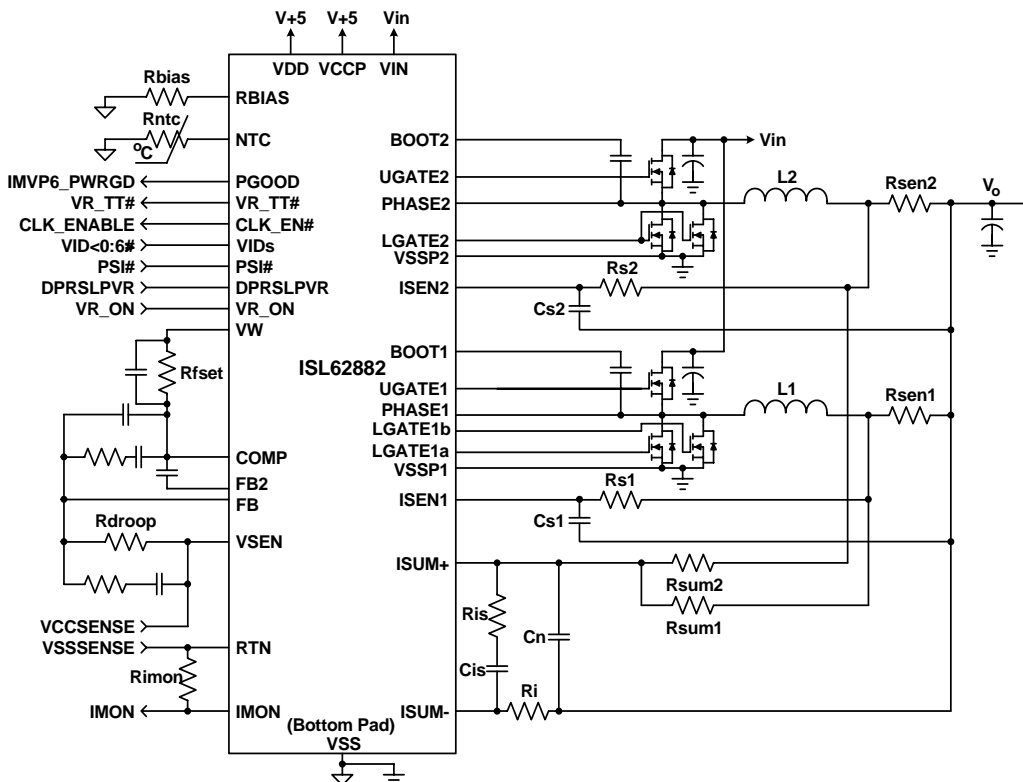 V+5 V+5 Vin
VDD VCCP VIN
Rbias
RBIAS
Rntc
NTC
°C
IMVP6_PWRGD PGOOD
VR_TT# VR_TT#
CLK_ENABLE CLK_EN#
VID<0:6# VIDs
PSI# PSI#
DPRSLPVR DPRSLPVR
VR_ON VR_ON
VW
Rfset
COMP
FB2
FB
Rdroop
VSEN
VCCSENSE
VSSSENSE RTN
Rimon
IMON IMON
ISL62882
(Bottom Pad)
VSS
BOOT2
Vin
UGATE2
L2
Rsen2
Vo
PHASE2
LGATE2
VSSP2
Rs2
ISEN2
Cs2
BOOT1
UGATE1
L1
Rsen1
PHASE1
LGATE1b
LGATE1a
VSSP1
Rs1
ISEN1
Cs1
ISUM+
Rsum2
Rsum1
Ris
Cn
Cis
Ri
ISUM-